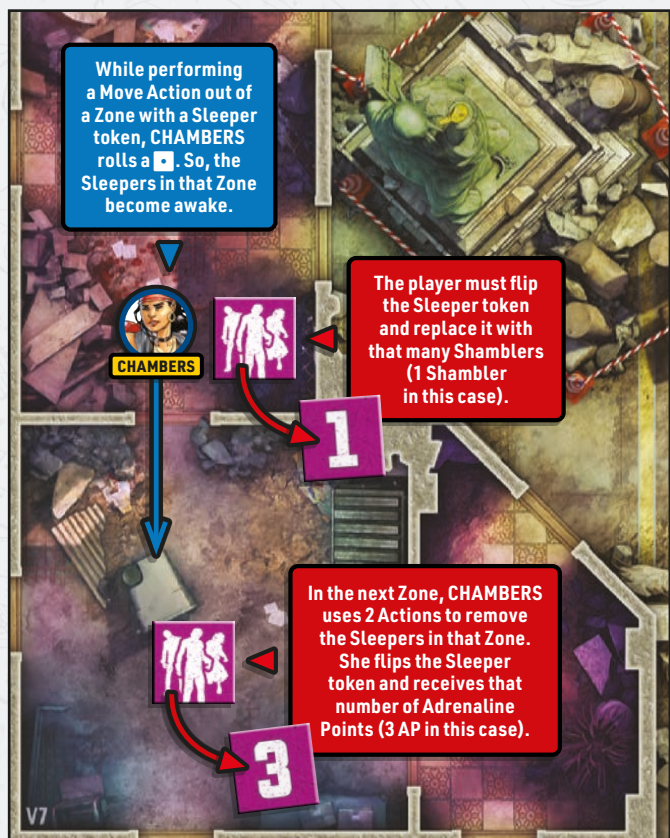 While performing
a Move Action out of
a Zone with a Sleeper
token, CHAMBERS
rolls a ⚀. So, the
Sleepers in that Zone
become awake.
CHAMBERS
The player must flip
the Sleeper token
and replace it with
that many Shamblers
(1 Shambler
in this case).
1
In the next Zone, CHAMBERS
uses 2 Actions to remove
the Sleepers in that Zone.
She flips the Sleeper
token and receives that
number of Adrenaline
Points (3 AP in this case).
3
V7